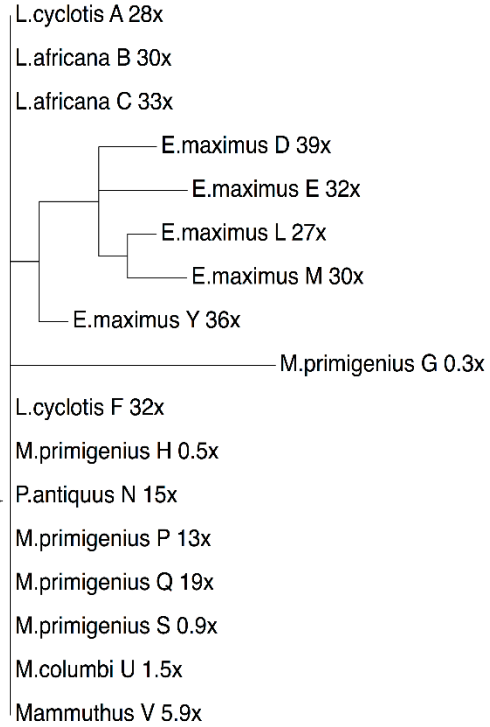 L.cyclotis A 28x
L.africana B 30x
L.africana C 33x
E.maximus D 39x
E.maximus E 32x
E.maximus L 27x
E.maximus M 30x
E.maximus Y 36x
M.primigenius G 0.3x
L.cyclotis F 32x
M.primigenius H 0.5x
P.antiquus N 15x
M.primigenius P 13x
M.primigenius Q 19x
M.primigenius S 0.9x
M.columbi U 1.5x
Mammuthus V 5.9x